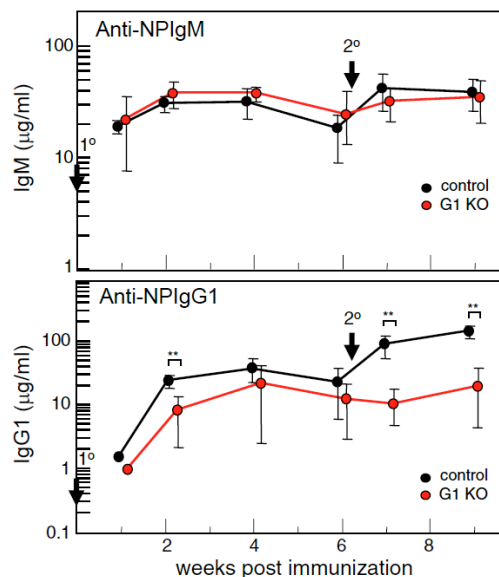 Anti-NPIgM
100
2º
10
1º
IgM (µg/ml)
control
G1 KO
1
Anti-NPIgG1
2º
** ** **
100
10
IgG1 (µg/ml)
1
1º
control
G1 KO
0.1
2 4 6 8
weeks post immunization